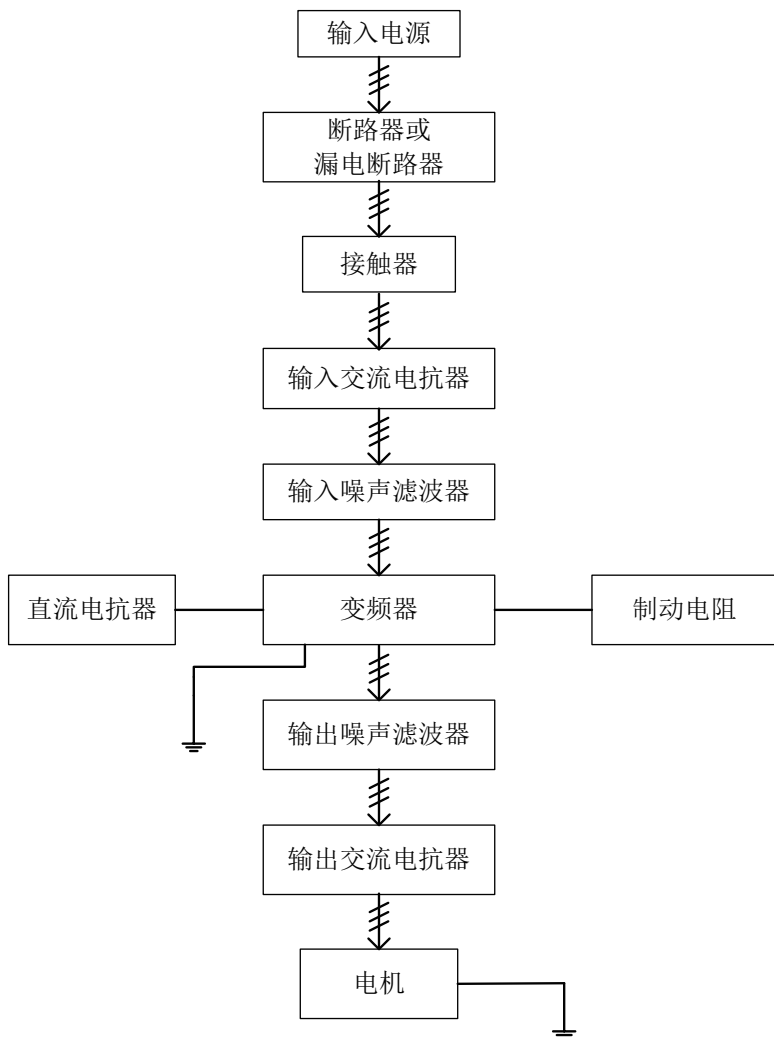 输入电源
断路器或
漏电断路器
接触器
输入交流电抗器
输入噪声滤波器
直流电抗器
变频器
制动电阻
输出噪声滤波器
输出交流电抗器
电机